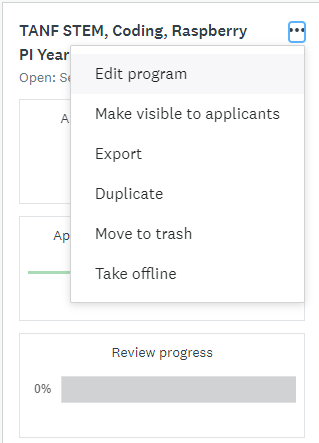 TANF STEM, Coding, Raspberry
PI Year
Open: Se
Edit program
Make visible to applicants
Export
Duplicate
Move to trash
Take offline
A
Ap
Review progress
0%